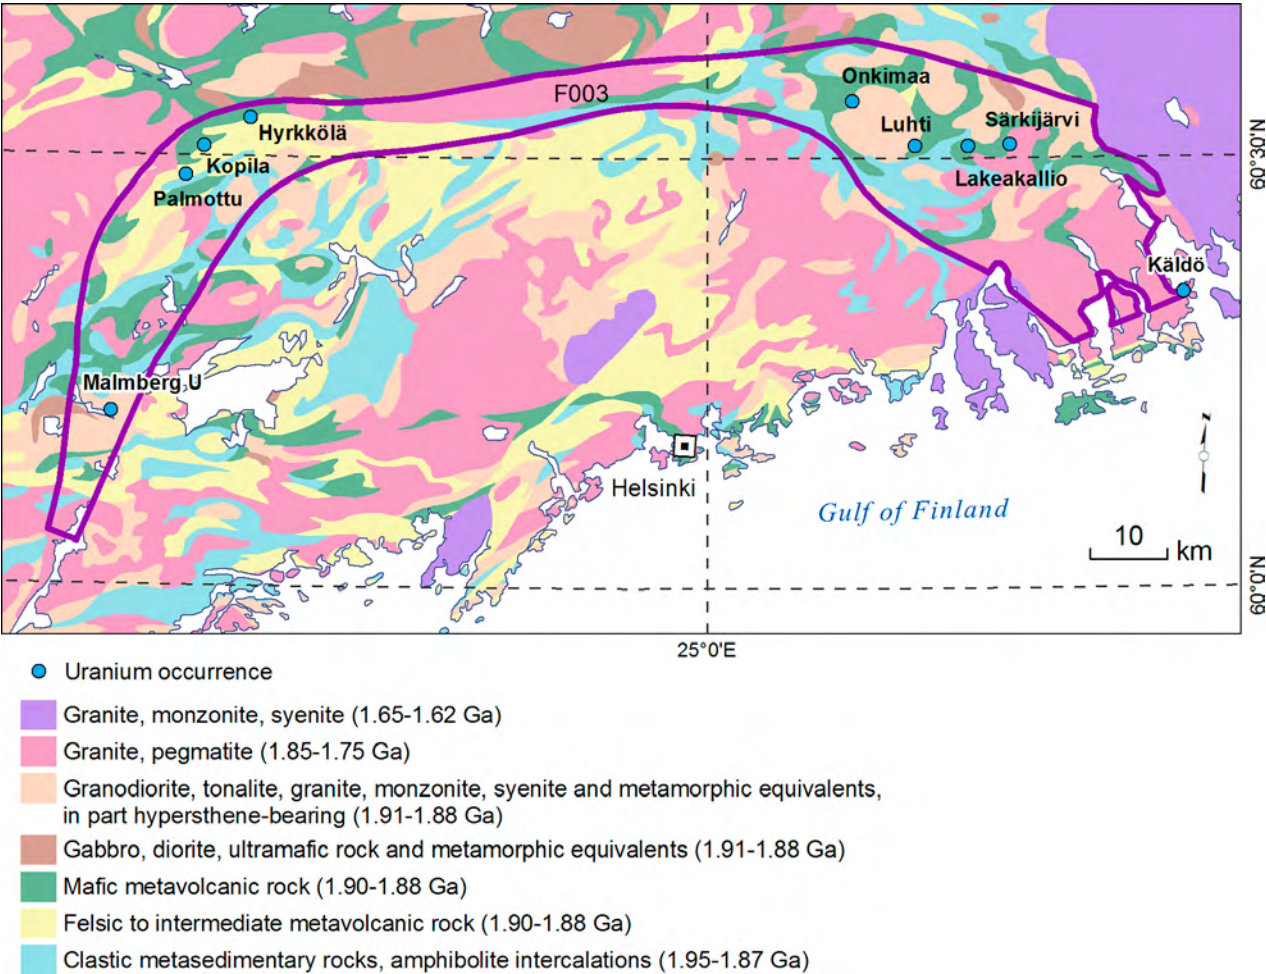 Onkimaa
F003
Luhti
Särkijärvi
Hyrkkölä
Kopila
Palmottu
Lakeakallio
60°30'N
Käldö
Malmberg U
N
Helsinki
Gulf of Finland
10
km
60°0'N
25°0'E
Uranium occurrence
Granite, monzonite, syenite (1.65-1.62 Ga)
Granite, pegmatite (1.85-1.75 Ga)
Granodiorite, tonalite, granite, monzonite, syenite and metamorphic equivalents,
in part hypersthene-bearing (1.91-1.88 Ga)
Gabbro, diorite, ultramafic rock and metamorphic equivalents (1.91-1.88 Ga)
Mafic metavolcanic rock (1.90-1.88 Ga)
Felsic to intermediate metavolcanic rock (1.90-1.88 Ga)
Clastic metasedimentary rocks, amphibolite intercalations (1.95-1.87 Ga)